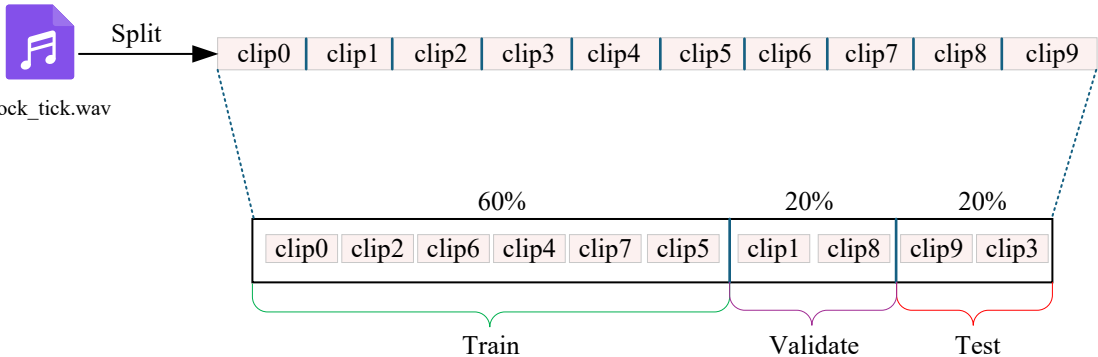 Split
clip0 clip1 clip2 clip3 clip4 clip5 clip6 clip7 clip8 clip9
ock_tick.wav
60% 20% 20%
clip0 clip2 clip6 clip4 clip7 clip5 clip1 clip8 clip9 clip3
Train Validate Test